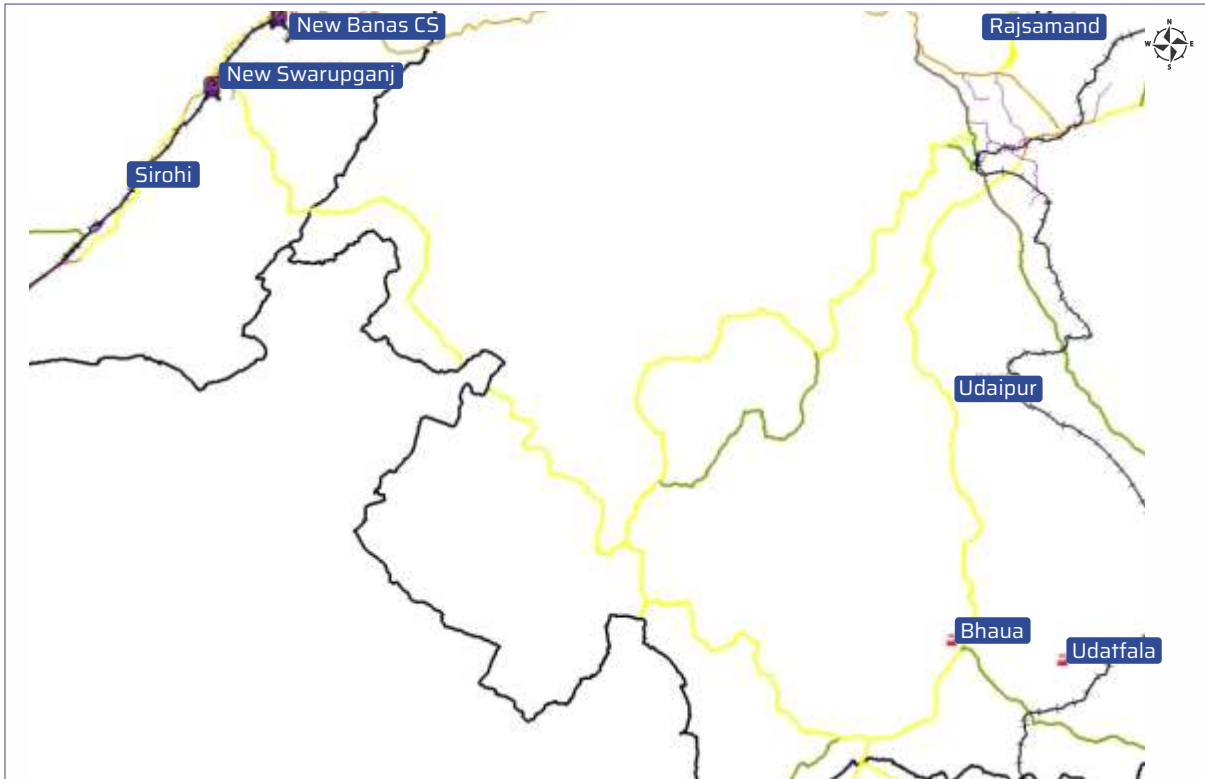 New Banas CS
Rajsamand
N
W E
S
New Swarupganj
Sirohi
Udaipur
Bhaua
Udatfala